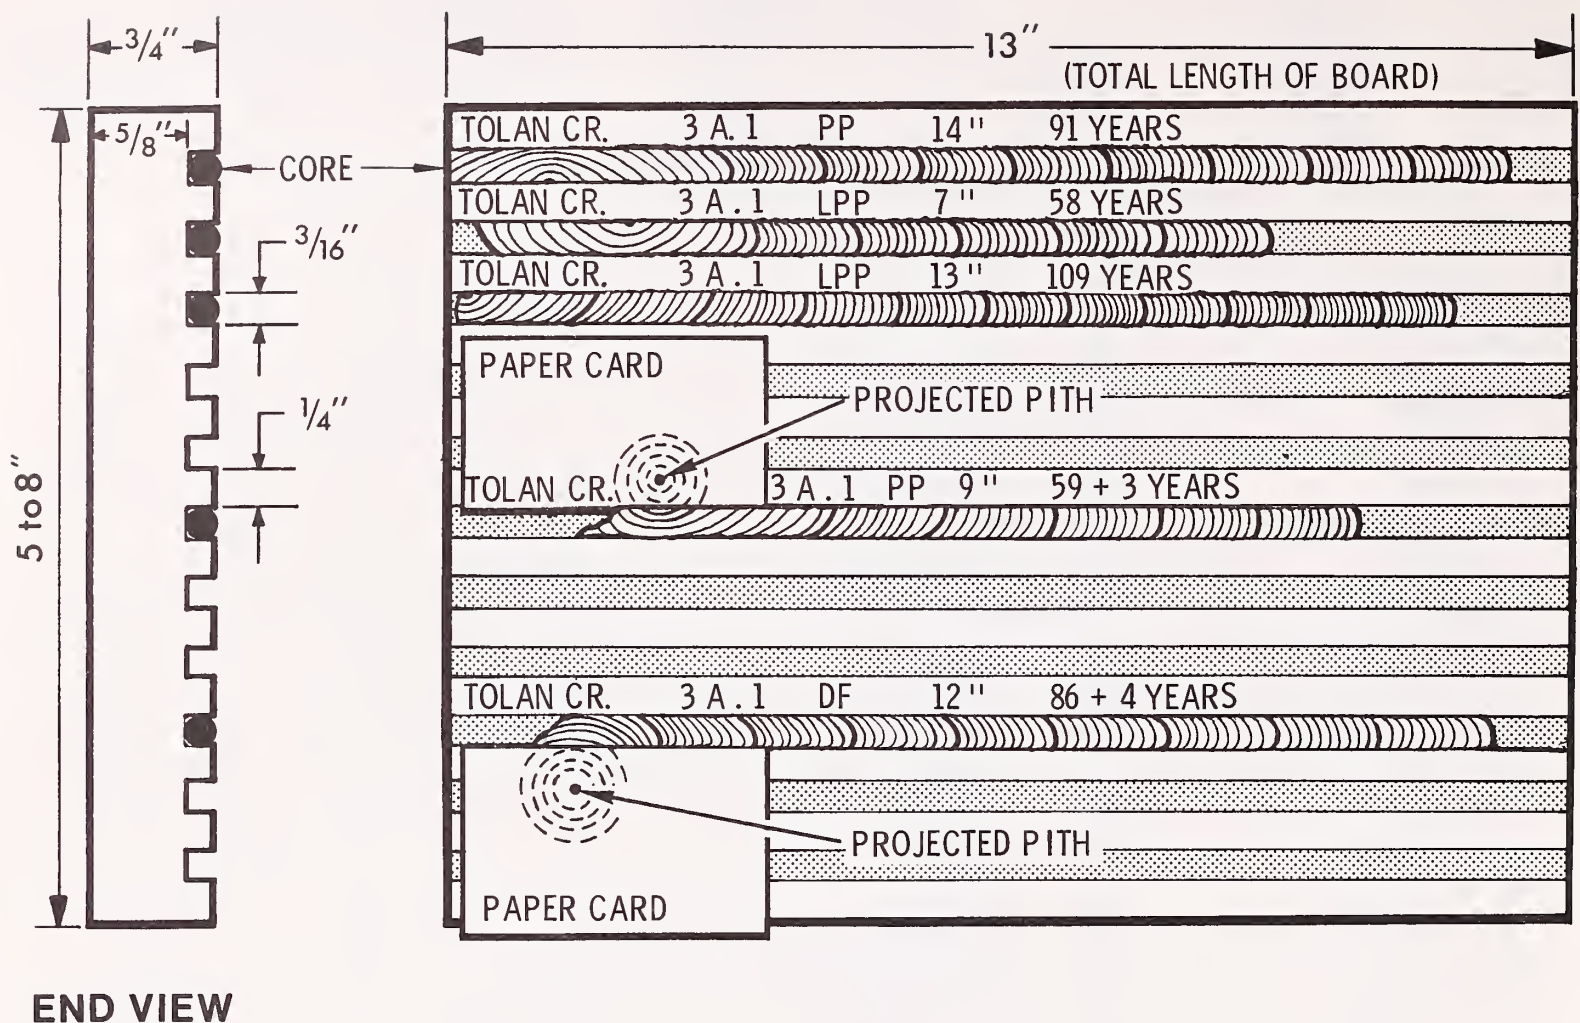 3/4"
13"
(TOTAL LENGTH OF BOARD)
5/8"
TOLAN CR. 3 A. 1 PP 14" 91 YEARS
CORE
TOLAN CR. 3 A. 1 LPP 7" 58 YEARS
3/16"
TOLAN CR. 3 A. 1 LPP 13" 109 YEARS
PAPER CARD
PROJECTED PITH
1/4"
TOLAN CR. 3 A. 1 PP 9" 59 + 3 YEARS
5 to 8"
TOLAN CR. 3 A. 1 DF 12" 86 + 4 YEARS
PROJECTED PITH
PAPER CARD
END VIEW